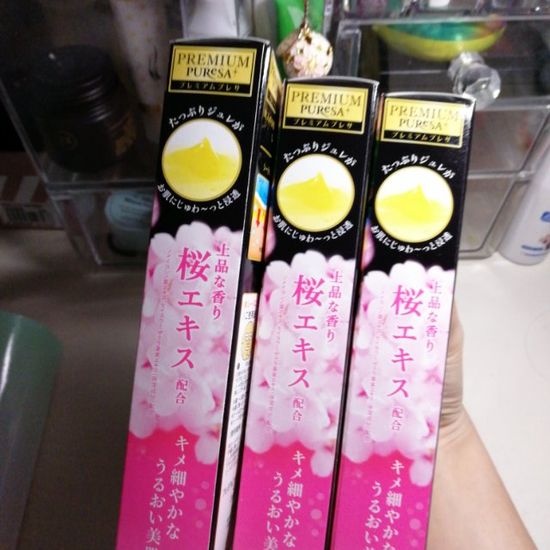 PREMIUM
PURESA+
プレミアムプレサ
たっぷりジュレが
お肌にじゅわ〜っと浸透
上品な香り
桜エキス配合
キメ細やかな
うるおい美
PREMIUM
PURESA+
プレミアムプレサ
たっぷりジュレが
お肌にじゅわ〜っと浸透
上品な香り
桜エキス配合
キメ細やかな
うるおい美
PREMIUM
PURESA+
プレミアムプレサ
たっぷりジュレが
お肌にじゅわ〜っと浸透
上品な香り
桜エキス配合
キメ細やかな
うるおい美